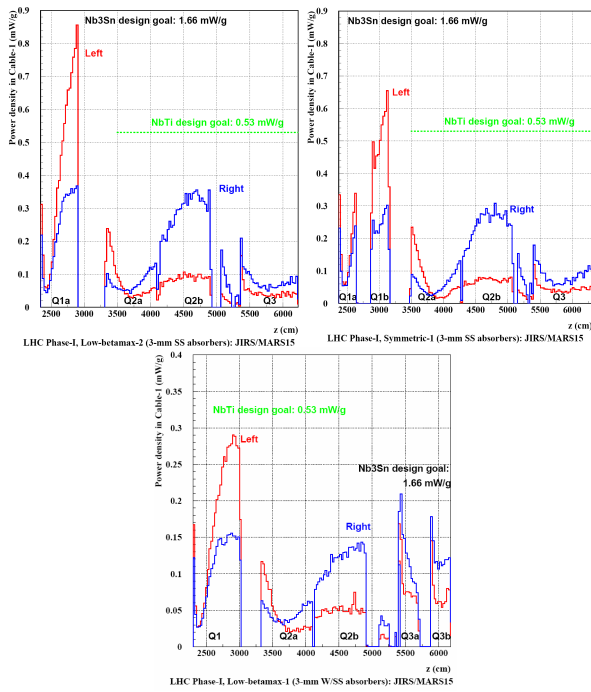 Nb3Sn design goal: 1.66 mW/g
Left
NbTi design goal: 0.53 mW/g
Right
Power density in Cable-1 (mW/g)
0.9
0.8
0.7
0.6
0.5
0.4
0.3
0.2
0.1
0
Q1a Q2a Q2b Q3
2500 3000 3500 4000 4500 5000 5500 6000
z (cm)
LHC Phase-I, Low-betamax-2 (3-mm SS absorbers): JIRS/MARS15
Nb3Sn design goal: 1.66 mW/g
Left
NbTi design goal: 0.53 mW/g
Right
Power density in Cable-1 (mW/g)
0.9
0.8
0.7
0.6
0.5
0.4
0.3
0.2
0.1
0
Q1a Q1b Q2a Q2b Q3
2500 3000 3500 4000 4500 5000 5500 6000
z (cm)
LHC Phase-I, Symmetric-1 (3-mm SS absorbers): JIRS/MARS15
NbTi design goal: 0.53 mW/g
Left
Nb3Sn design goal:
1.66 mW/g
Right
Power density in Cable-1 (mW/g)
0.4
0.35
0.3
0.25
0.2
0.15
0.1
0.05
0
Q1 Q2a Q2b Q3a Q3b
2500 3000 3500 4000 4500 5000 5500 6000
z (cm)
LHC Phase-I, Low-betamax-1 (3-mm W/SS absorbers): JIRS/MARS15